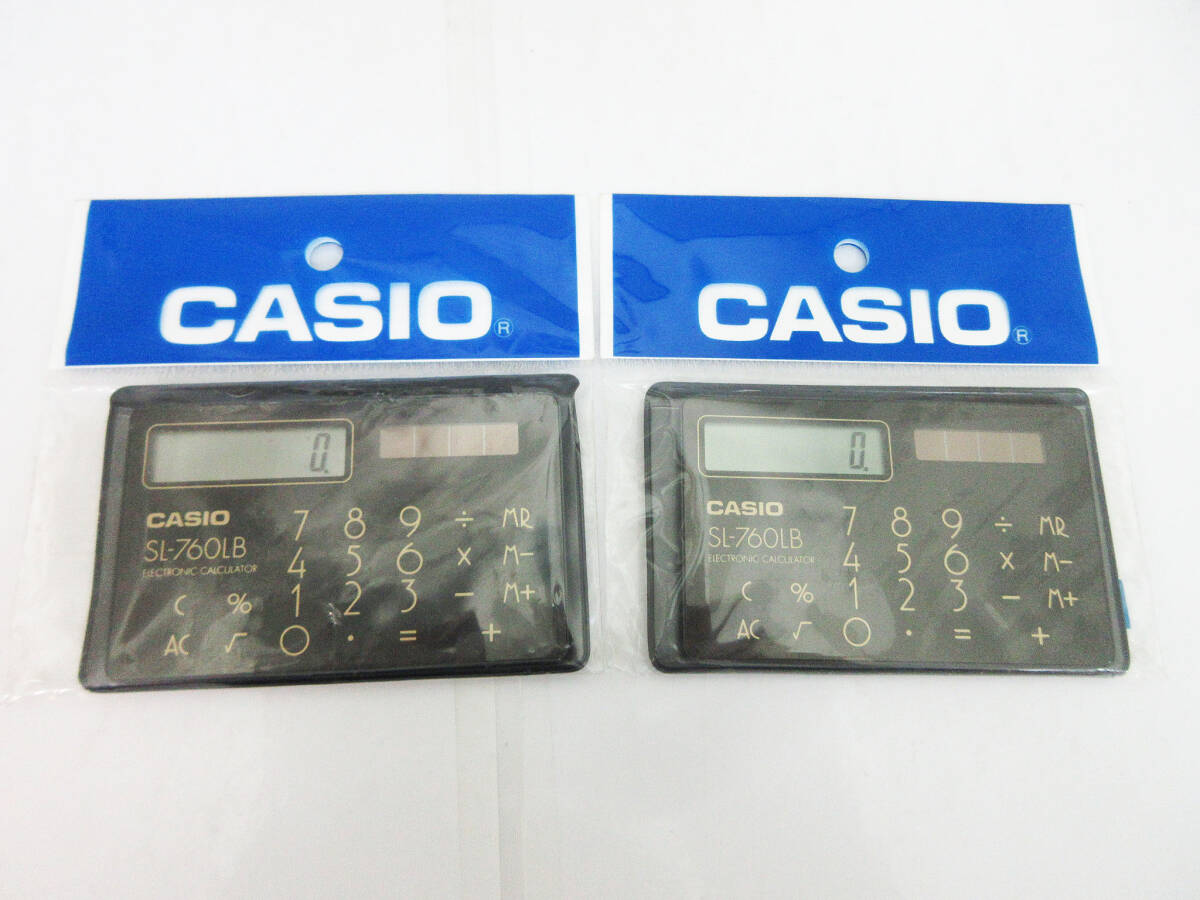 CASIO®
0.
CASIO
SL-760LB
ELECTRONIC CALCULATOR
7 8 9 ÷ MR
4 5 6 × M−
C % 1 2 3 − M+
AC √ 0 · = +
CASIO®
0.
CASIO
SL-760LB
ELECTRONIC CALCULATOR
7 8 9 ÷ MR
4 5 6 × M−
C % 1 2 3 − M+
AC √ 0 · = +